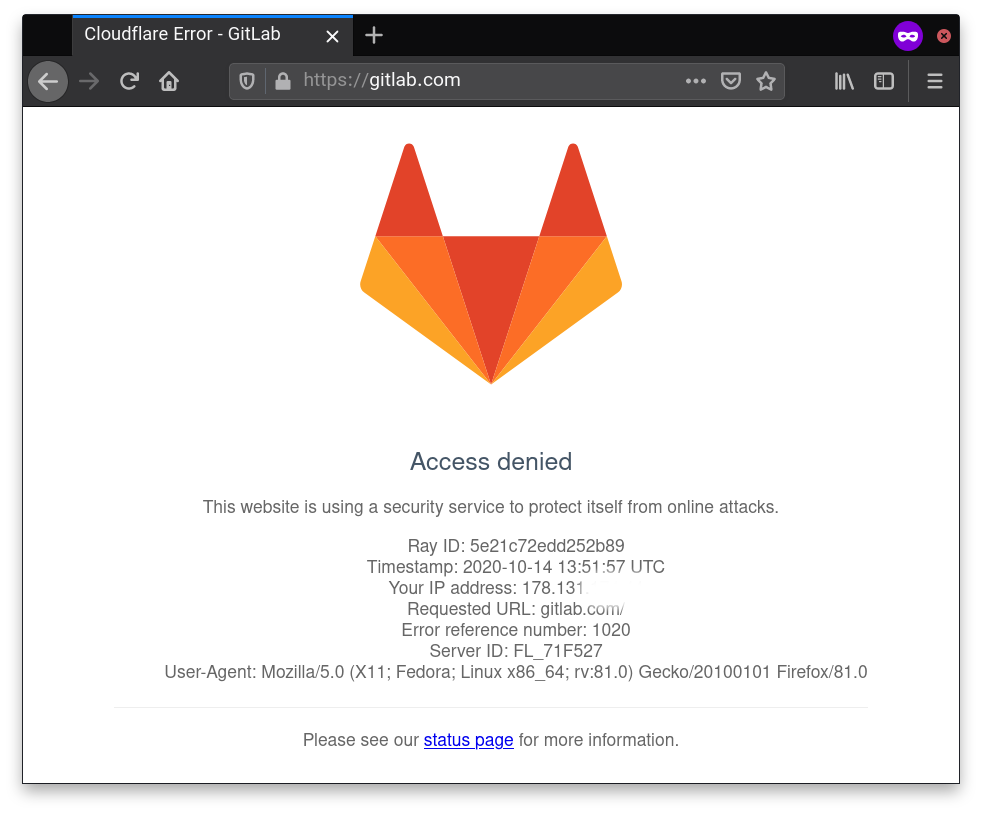 Cloudflare Error - GitLab
https://gitlab.com
Access denied
This website is using a security service to protect itself from online attacks.
Ray ID: 5e21c72edd252b89
Timestamp: 2020-10-14 13:51:57 UTC
Your IP address: 178.131.
Requested URL: gitlab.com/
Error reference number: 1020
Server ID: FL_71F527
User-Agent: Mozilla/5.0 (X11; Fedora; Linux x86_64; rv:81.0) Gecko/20100101 Firefox/81.0
Please see our status page for more information.